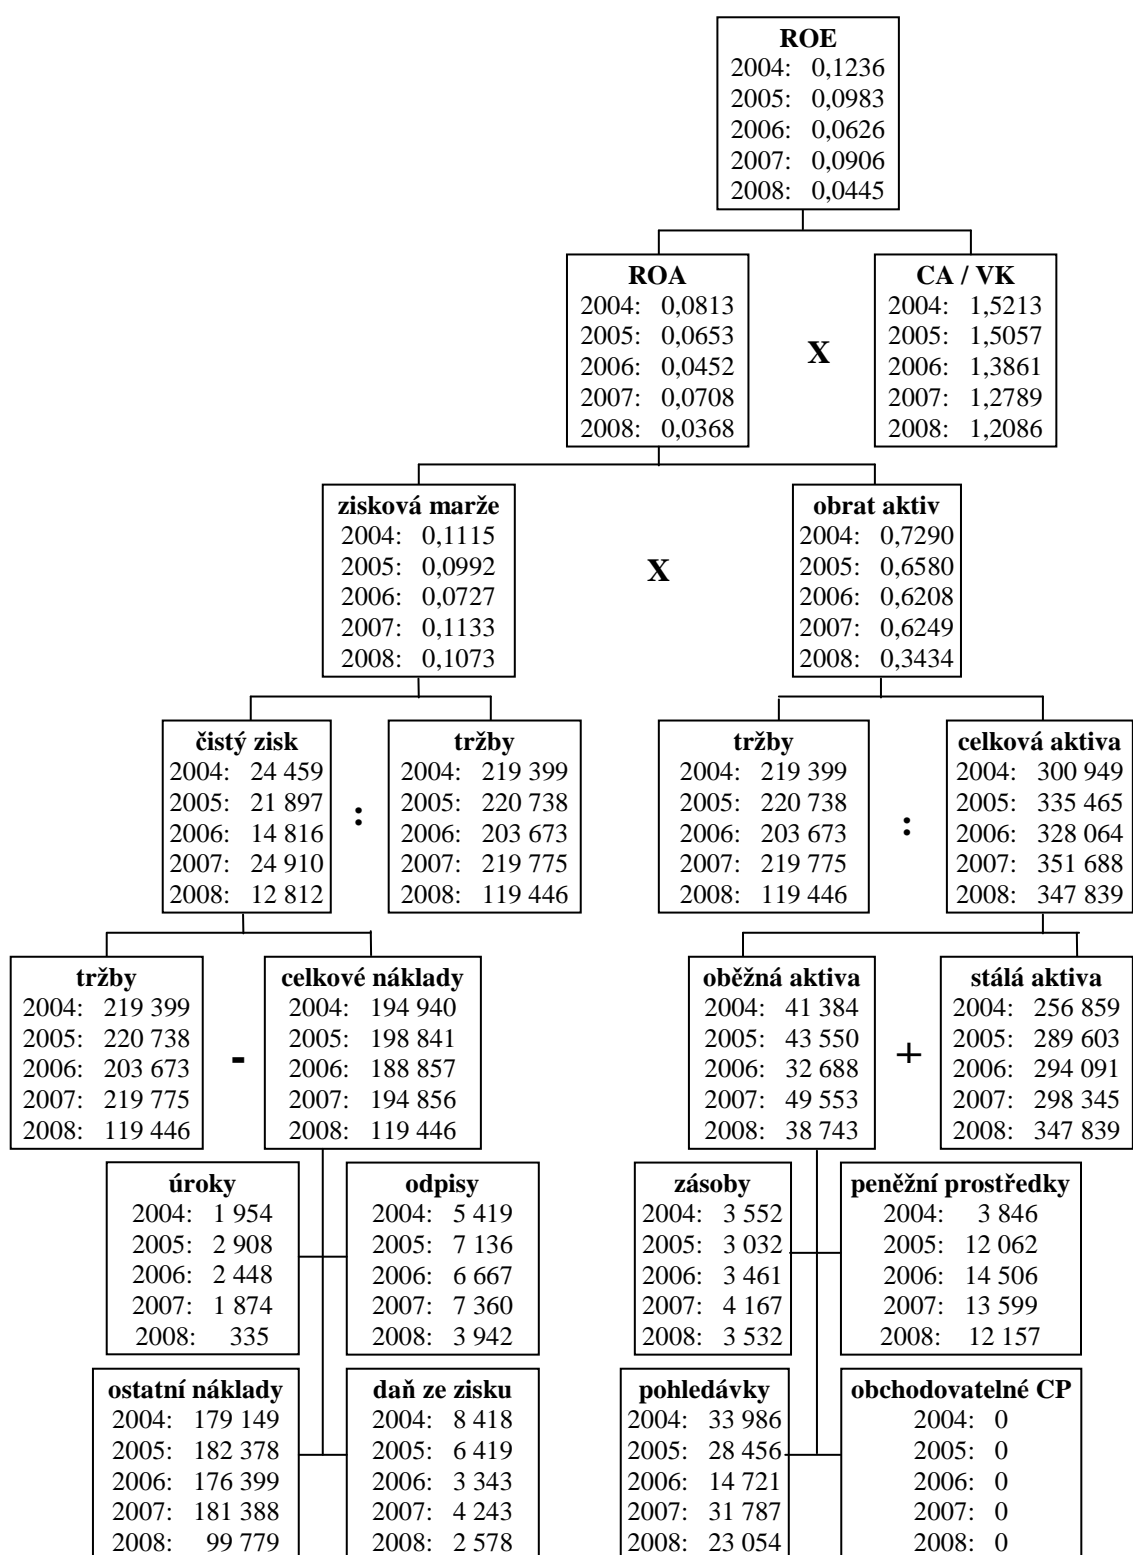 ROE
2004: 0,1236
2005: 0,0983
2006: 0,0626
2007: 0,0906
2008: 0,0445
ROA
2004: 0,0813
2005: 0,0653
2006: 0,0452
2007: 0,0708
2008: 0,0368
X
CA / VK
2004: 1,5213
2005: 1,5057
2006: 1,3861
2007: 1,2789
2008: 1,2086
zisková marže
2004: 0,1115
2005: 0,0992
2006: 0,0727
2007: 0,1133
2008: 0,1073
X
obrat aktiv
2004: 0,7290
2005: 0,6580
2006: 0,6208
2007: 0,6249
2008: 0,3434
čistý zisk
2004: 24 459
2005: 21 897
2006: 14 816
2007: 24 910
2008: 12 812
:
tržby
2004: 219 399
2005: 220 738
2006: 203 673
2007: 219 775
2008: 119 446
tržby
2004: 219 399
2005: 220 738
2006: 203 673
2007: 219 775
2008: 119 446
:
celková aktiva
2004: 300 949
2005: 335 465
2006: 328 064
2007: 351 688
2008: 347 839
tržby
2004: 219 399
2005: 220 738
2006: 203 673
2007: 219 775
2008: 119 446
-
celkové náklady
2004: 194 940
2005: 198 841
2006: 188 857
2007: 194 856
2008: 119 446
oběžná aktiva
2004: 41 384
2005: 43 550
2006: 32 688
2007: 49 553
2008: 38 743
+
stálá aktiva
2004: 256 859
2005: 289 603
2006: 294 091
2007: 298 345
2008: 347 839
úroky
2004: 1 954
2005: 2 908
2006: 2 448
2007: 1 874
2008: 335
odpisy
2004: 5 419
2005: 7 136
2006: 6 667
2007: 7 360
2008: 3 942
zásoby
2004: 3 552
2005: 3 032
2006: 3 461
2007: 4 167
2008: 3 532
peněžní prostředky
2004: 3 846
2005: 12 062
2006: 14 506
2007: 13 599
2008: 12 157
ostatní náklady
2004: 179 149
2005: 182 378
2006: 176 399
2007: 181 388
2008: 99 779
daň ze zisku
2004: 8 418
2005: 6 419
2006: 3 343
2007: 4 243
2008: 2 578
pohledávky
2004: 33 986
2005: 28 456
2006: 14 721
2007: 31 787
2008: 23 054
obchodovatelné CP
2004: 0
2005: 0
2006: 0
2007: 0
2008: 0